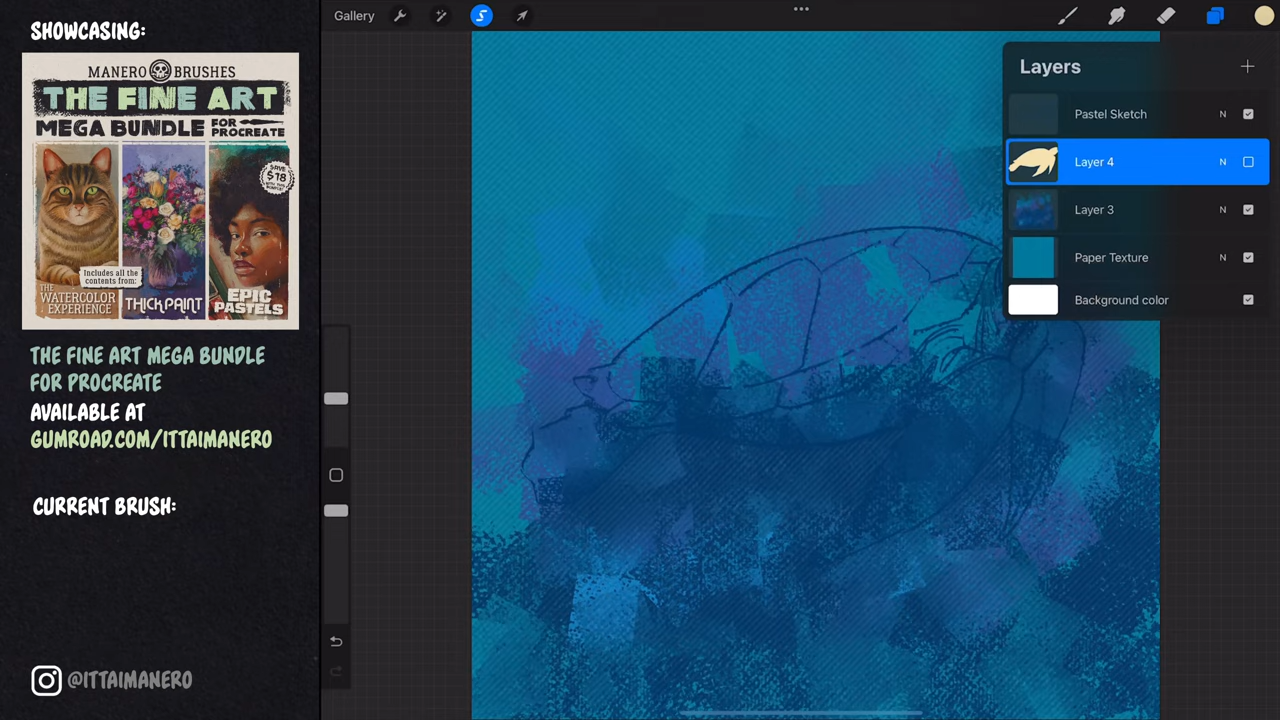 SHOWCASING:
MANERO BRUSHES
THE FINE ART
MEGA BUNDLE FOR PROCREATE
SAVE
$18
Includes all the
contents from:
THE
WATERCOLOR
EXPERIENCE
THICK PAINT
EPIC
PASTELS
THE FINE ART MEGA BUNDLE
FOR PROCREATE
AVAILABLE AT
GUMROAD.COM/ITTAIMANERO
CURRENT BRUSH:
@ITTAIMANERO
Gallery
Layers
Pastel Sketch N
Layer 4 N
Layer 3 N
Paper Texture N
Background color